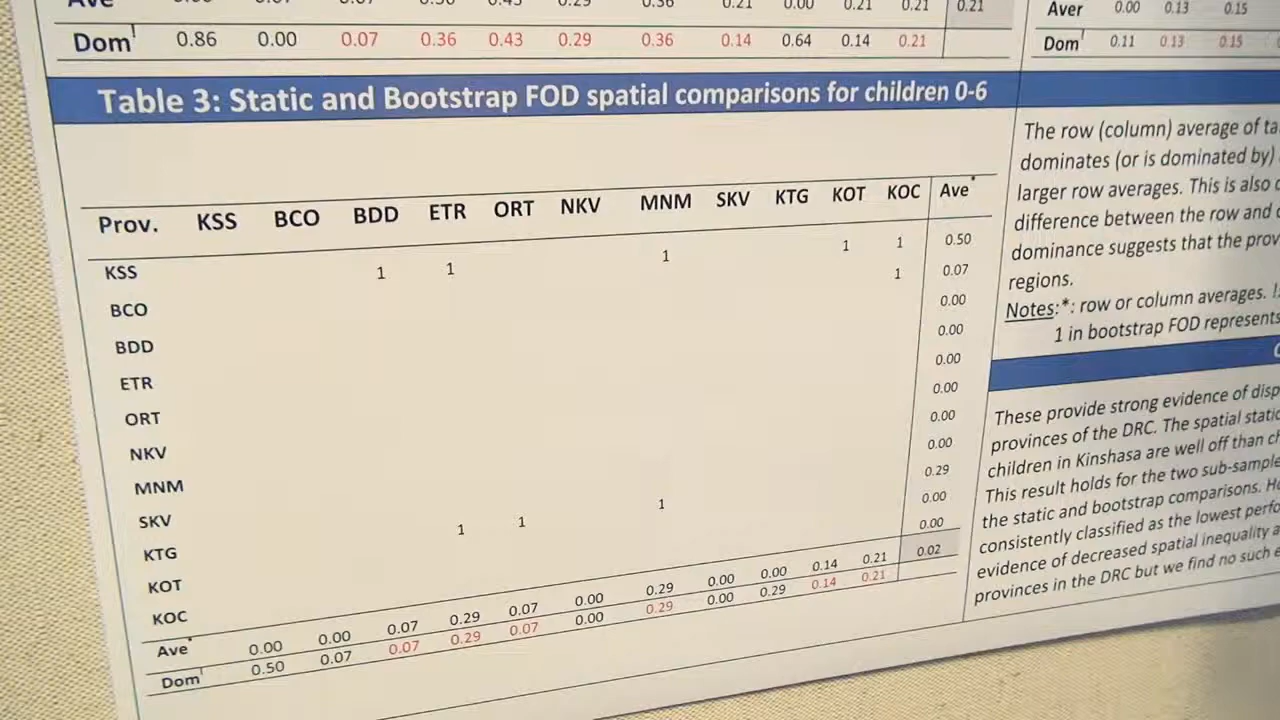 Dom¹ 0.86 0.00 0.07 0.36 0.43 0.29 0.36 0.14 0.64 0.14 0.21
Aver 0.00 0.13 0.15
Dom¹ 0.11 0.13 0.15
Table 3: Static and Bootstrap FOD spatial comparisons for children 0-6
Prov. KSS BCO BDD ETR ORT NKV MNM SKV KTG KOT KOC Ave*
KSS 1 1 1 1 1 0.50
BCO 1 0.07
BDD 0.00
ETR 0.00
ORT 0.00
NKV 0.00
MNM 0.00
SKV 0.00
KTG 1 1 1 0.29
KOT 0.00
KOC 0.00
Ave* 0.00 0.00 0.07 0.29 0.07 0.00 0.29 0.00 0.00 0.14 0.21 0.02
Dom¹ 0.50 0.07 0.07 0.29 0.07 0.00 0.29 0.00 0.29 0.14 0.21
The row (column) average of
dominates (or is dominated by)
larger row averages. This is also
difference between the row and
dominance suggests that the
regions.
Notes:*: row or column averages.
1 in bootstrap FOD represents
These provide strong evidence of
provinces of the DRC. The spatial
children in Kinshasa are well off than
This result holds for the two
the static and bootstrap comparisons.
consistently classified as the lowest
evidence of decreased spatial inequality
provinces in the DRC but we find no such